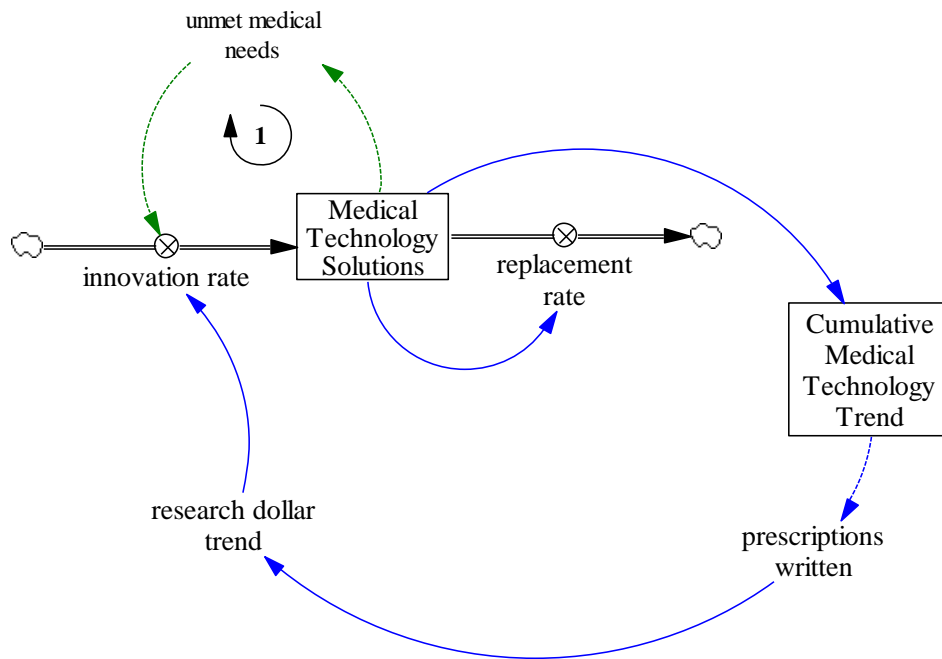 unmet medical
needs
1
Medical
Technology
Solutions
innovation rate
replacement
rate
Cumulative
Medical
Technology
Trend
research dollar
trend
prescriptions
written